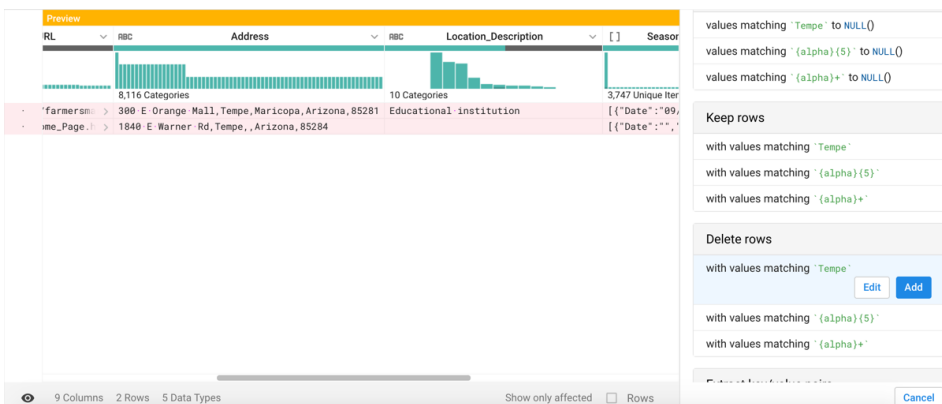 Preview
RL
RBC Address
RBC Location_Description
[ ] Season
8,116 Categories
10 Categories
3,747 Unique Iter
'farmersma > 300·E·Orange·Mall,Tempe,Maricopa,Arizona,85281 Educational·institution [{"Date":"09/
ome_Page.h > 1840·E·Warner·Rd,Tempe,,Arizona,85284 [{"Date":"","
9 Columns 2 Rows 5 Data Types
Show only affected Rows
values matching `Tempe` to NULL()
values matching `{alpha}{5}` to NULL()
values matching `{alpha}+` to NULL()
Keep rows
with values matching `Tempe`
with values matching `{alpha}{5}`
with values matching `{alpha}+`
Delete rows
with values matching `Tempe`
Edit Add
with values matching `{alpha}{5}`
with values matching `{alpha}+`
Cancel